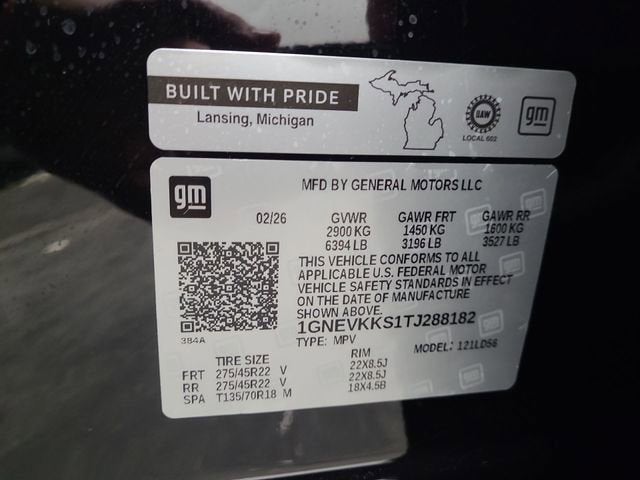 BUILT WITH PRIDE
Lansing, Michigan
UAW
LOCAL 602
gm
gm
MFD BY GENERAL MOTORS LLC
02/26 GVWR GAWR FRT GAWR RR
2900 KG 1450 KG 1600 KG
6394 LB 3196 LB 3527 LB
THIS VEHICLE CONFORMS TO ALL
APPLICABLE U.S. FEDERAL MOTOR
VEHICLE SAFETY STANDARDS IN EFFECT
ON THE DATE OF MANUFACTURE
SHOWN ABOVE.
1GNEVKKS1TJ288182
384A
TYPE: MPV MODEL: 121LDS6
TIRE SIZE RIM
FRT 275/45R22 V 22X8.5J
RR 275/45R22 V 22X8.5J
SPA T135/70R18 M 18X4.5B